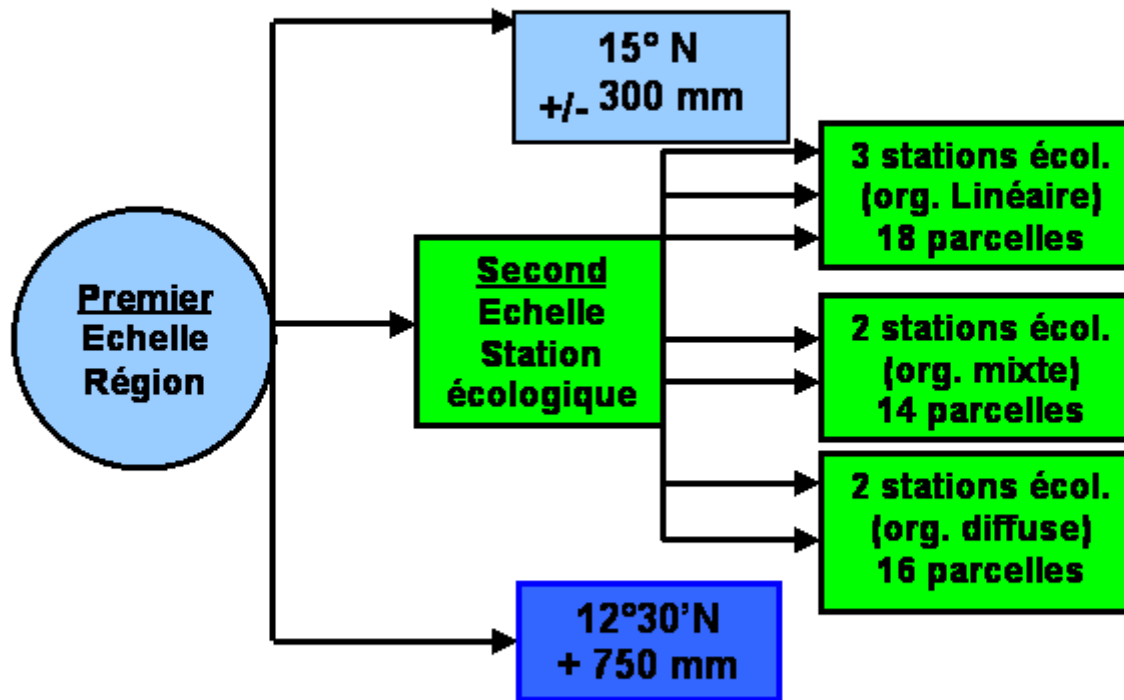 Premier
Echelle
Région
15° N
+/- 300 mm
Second
Echelle
Station
écologique
3 stations écol.
(org. Linéaire)
18 parcelles
2 stations écol.
(org. mixte)
14 parcelles
2 stations écol.
(org. diffuse)
16 parcelles
12°30’N
+ 750 mm